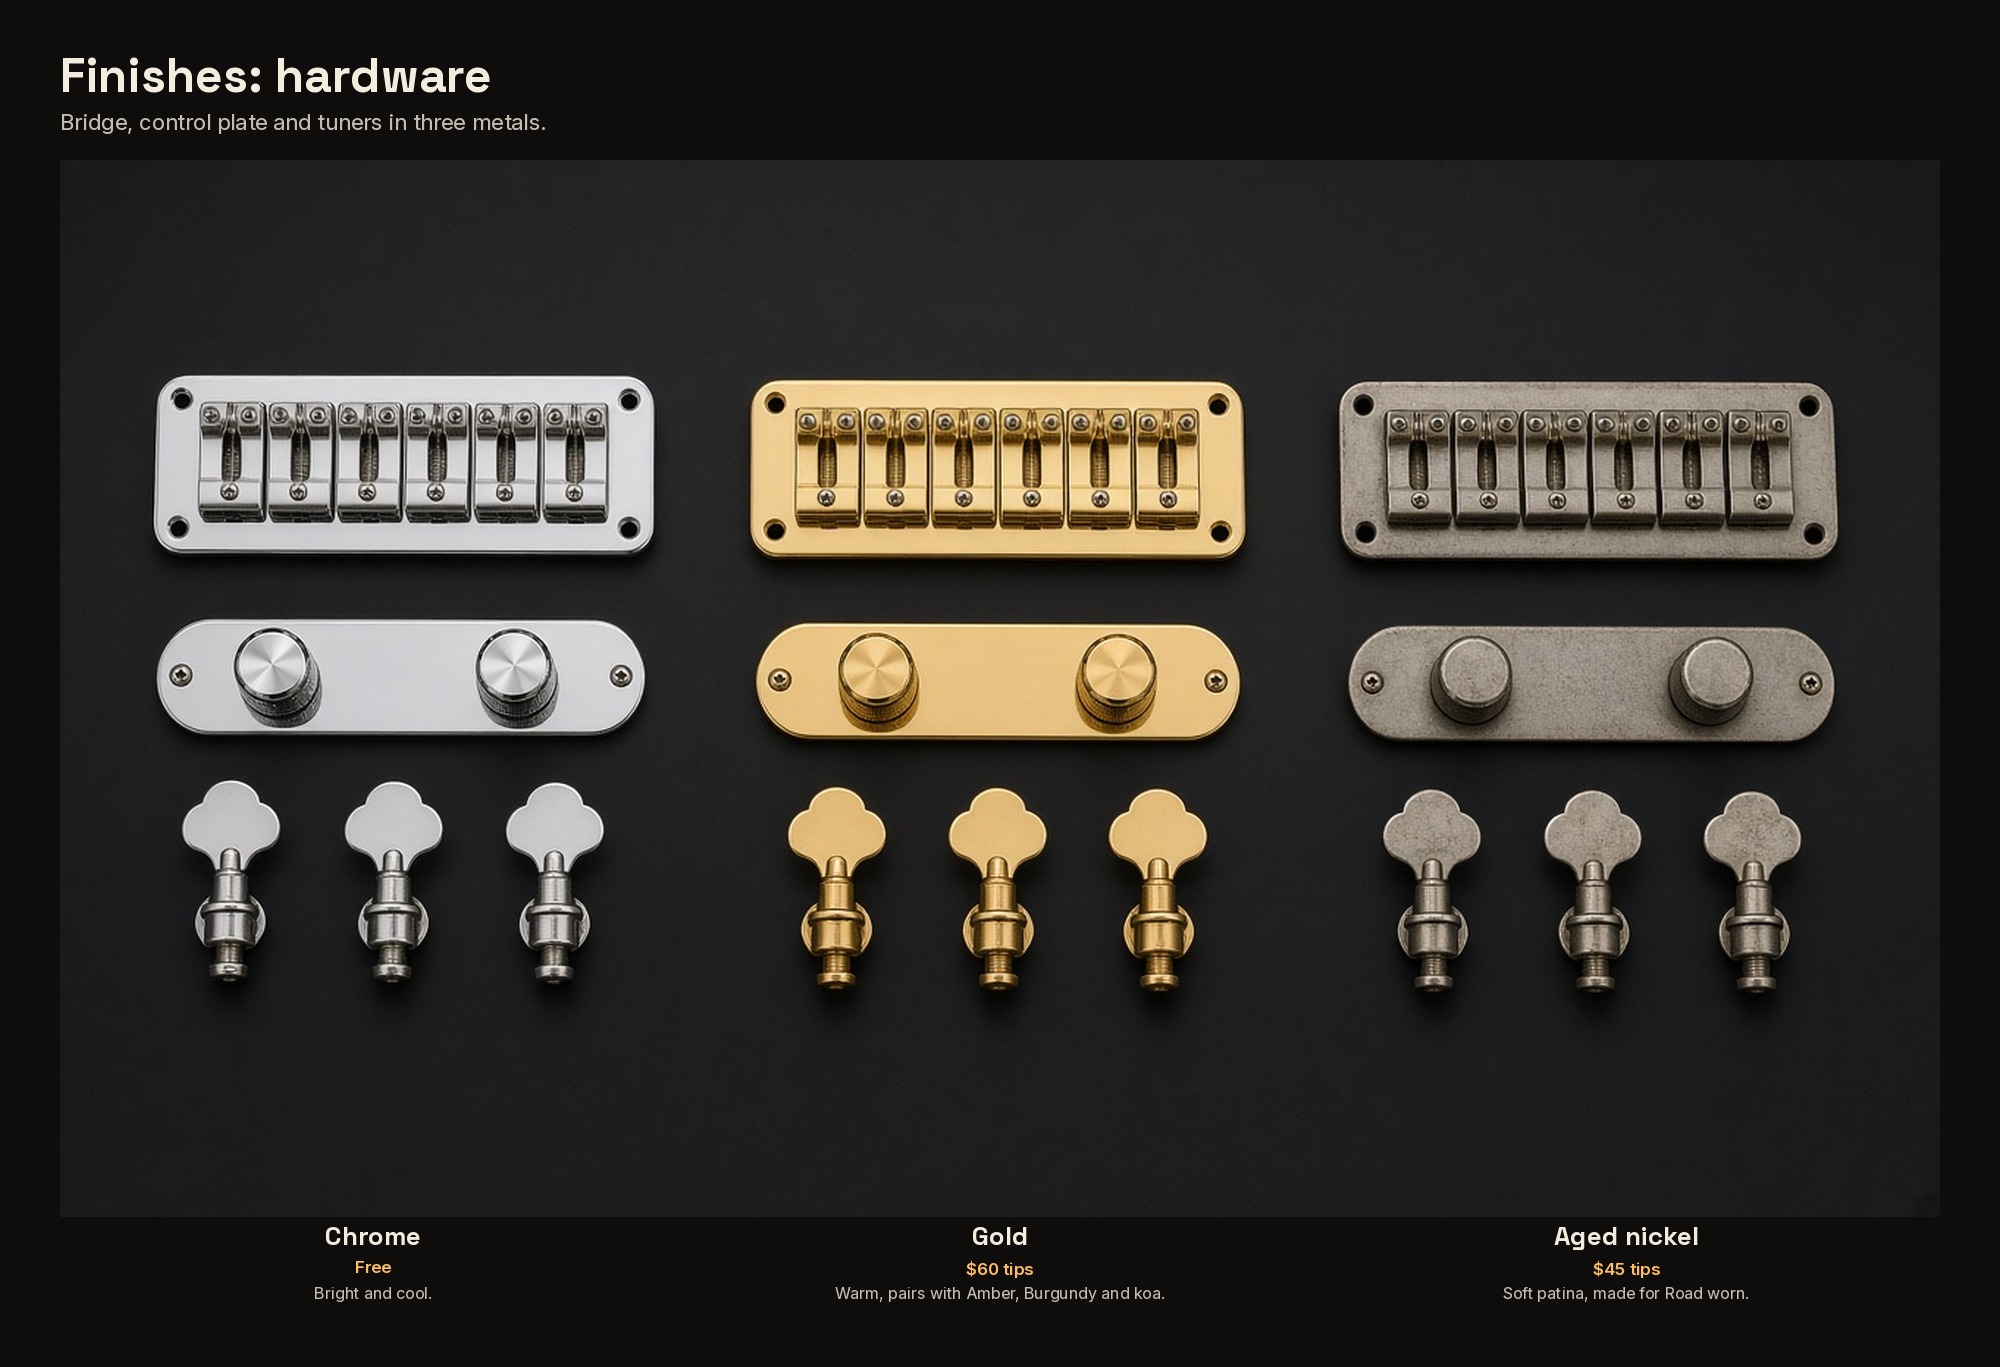 Finishes: hardware
Bridge, control plate and tuners in three metals.
Chrome
Free
Bright and cool.
Gold
$60 tips
Warm, pairs with Amber, Burgundy and koa.
Aged nickel
$45 tips
Soft patina, made for Road worn.